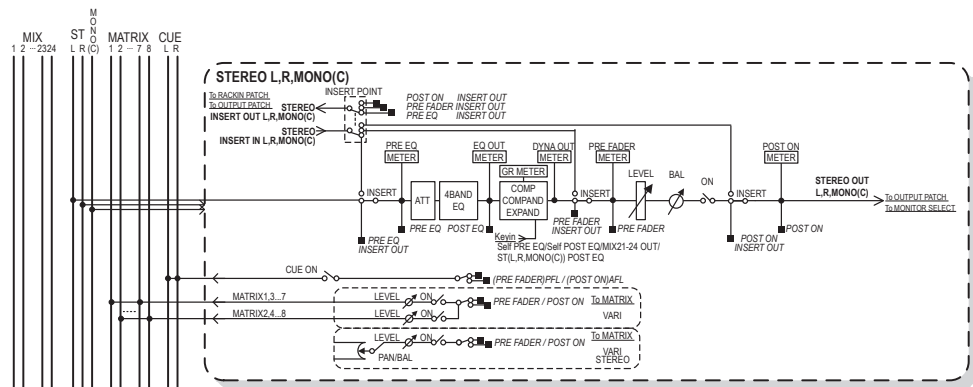 MIX
1 2 ··· 2324
ST
L R
MONO
(C)
MATRIX
1 2 ··· 7 8
CUE
L R
STEREO L,R,MONO(C)
To RACKIN PATCH
To OUTPUT PATCH
INSERT POINT
STEREO
INSERT OUT L,R,MONO(C)
POST ON INSERT OUT
PRE FADER INSERT OUT
PRE EQ INSERT OUT
STEREO
INSERT IN L,R,MONO(C)
PRE EQ
METER
EQ OUT
METER
DYNA OUT
METER
PRE FADER
METER
POST ON
METER
GR METER
LEVEL
BAL
ON
STEREO OUT
L,R,MONO(C)
To OUTPUT PATCH
To MONITOR SELECT
INSERT
ATT
4BAND
EQ
COMP
COMPAND
EXPAND
INSERT
INSERT
PRE EQ
INSERT OUT
PRE EQ
POST EQ
PRE FADER
INSERT OUT
PRE FADER
POST ON
INSERT OUT
POST ON
Keyin
Self PRE EQ/Self POST EQ/MIX21-24 OUT/
ST(L,R,MONO(C)) POST EQ
CUE ON
(PRE FADER)PFL / (POST ON)AFL
MATRIX1,3...7
LEVEL
ON
PRE FADER / POST ON
To MATRIX
MATRIX2,4...8
LEVEL
ON
VARI
LEVEL
ON
PRE FADER / POST ON
To MATRIX
PAN/BAL
VARI
STEREO